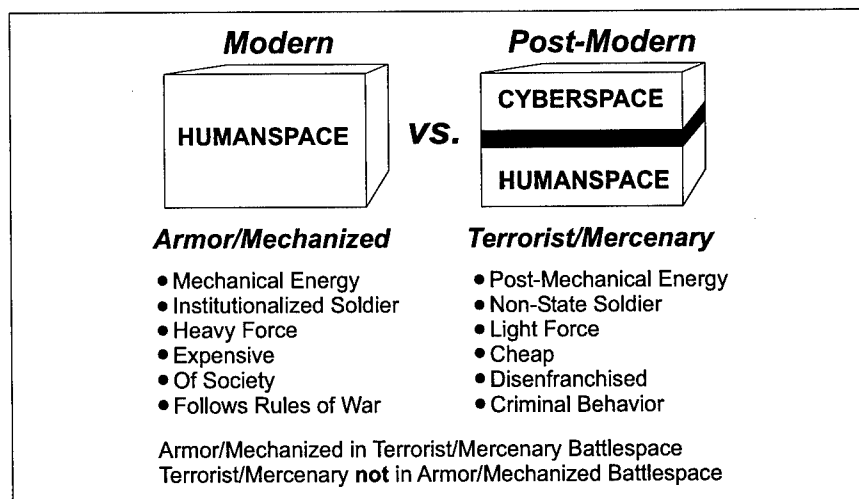 Modern
Post-Modern
HUMANSPACE
vs.
CYBERSPACE
HUMANSPACE
Armor/Mechanized
● Mechanical Energy
● Institutionalized Soldier
● Heavy Force
● Expensive
● Of Society
● Follows Rules of War
Terrorist/Mercenary
● Post-Mechanical Energy
● Non-State Soldier
● Light Force
● Cheap
● Disenfranchised
● Criminal Behavior
Armor/Mechanized in Terrorist/Mercenary Battlespace
Terrorist/Mercenary not in Armor/Mechanized Battlespace